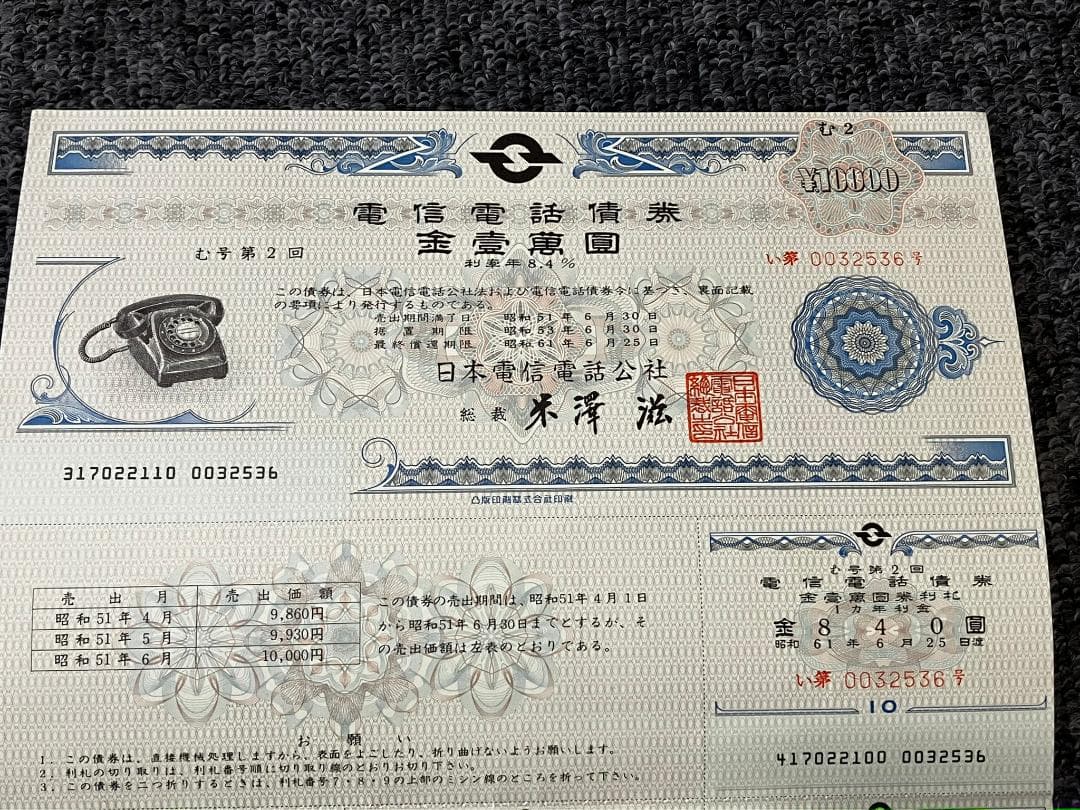 む2
¥10000
電信電話債券
金壹萬圓
む号第2回
利率年8.4%
い第 0032536号
この債券は、日本電信電話公社法および電信電話債券令に基づき、裏面記載
の要項により発行するものである。
売出期間満了日 昭和51年 6月30日
据置期限 昭和53年 6月30日
最終償還期限 昭和61年 6月25日
日本電信電話公社
総裁 米澤 滋
317022110 0032536
凸版印刷株式会社印刷
売出月 売出価額
昭和51年4月 9,860円
昭和51年5月 9,930円
昭和51年6月 10,000円
この債券の売出期間は、昭和51年4月1日
から昭和51年6月30日までとするが、そ
の売出価額は左表のとおりである。
む号第2回
電信電話債券
金壹萬圓券利札
1カ年利金
金840圓
昭和61年6月25日渡
い第 0032536号
10
417022100 0032536
お願い
1. この債券は、直接機械処理しますから、表面をよごしたり、折り曲げないようお願いします。
2. 利札の切り取りは、利札番号順に切り取り線のとおりお切り下さい。
3. この債券を二つ折りするときは、利札番号7・8・9の上部のミシン線のところを折って下さい。